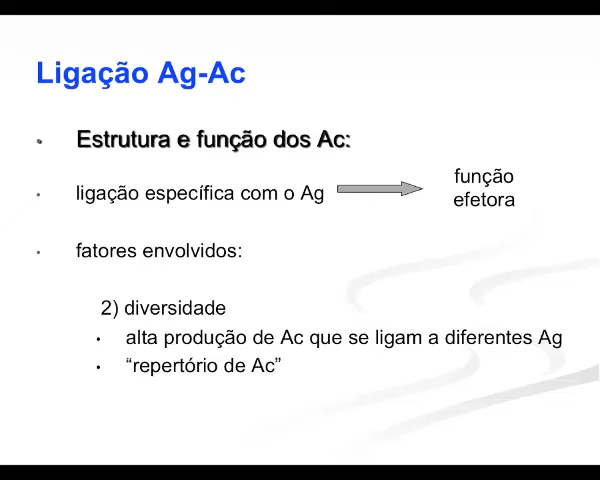 Ligação Ag-Ac
• Estrutura e função dos Ac:
• ligação específica com o Ag
função
efetora
• fatores envolvidos:
2) diversidade
• alta produção de Ac que se ligam a diferentes Ag
• “repertório de Ac”